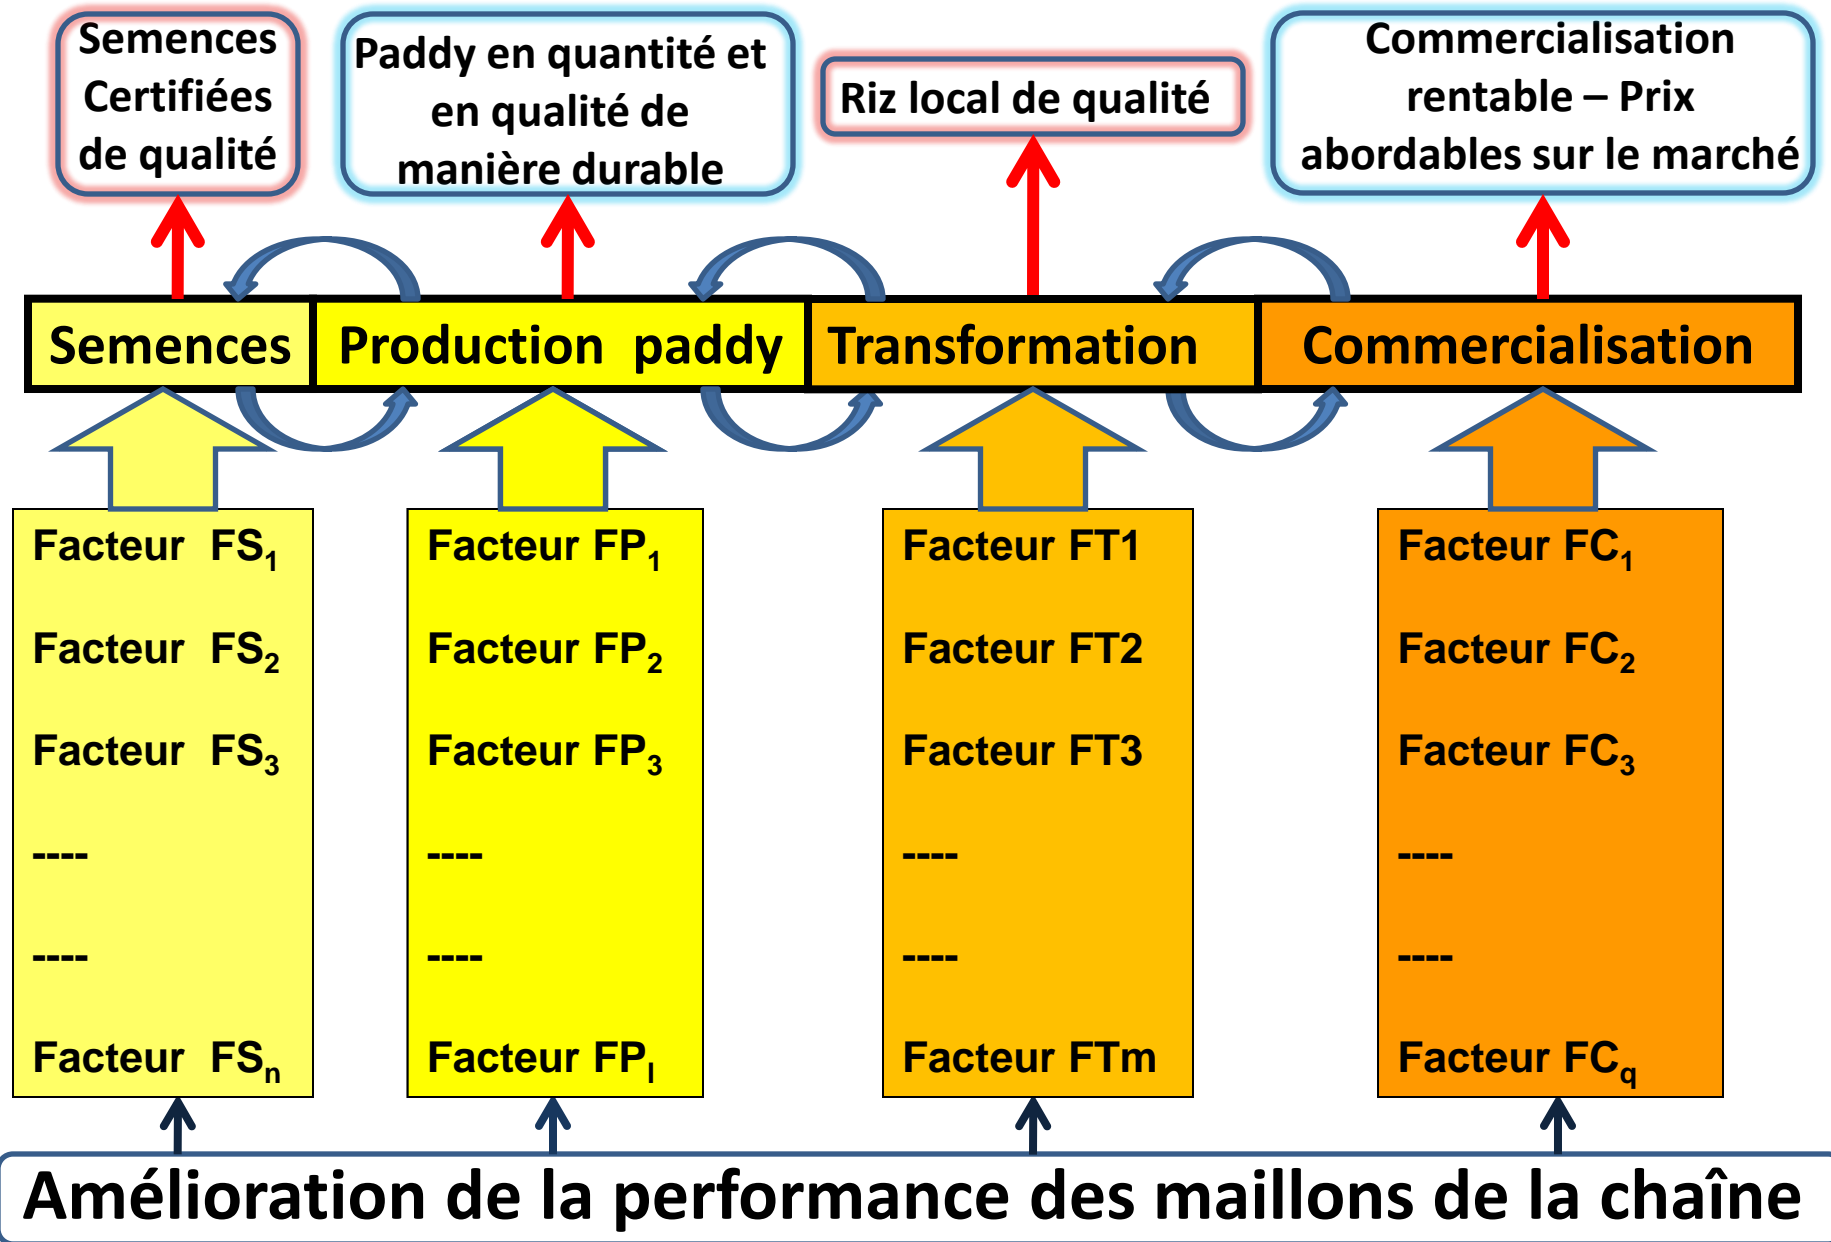 Semences
Certifiées
de qualité
Paddy en quantité et
en qualité de
manière durable
Riz local de qualité
Commercialisation
rentable – Prix
abordables sur le marché
Semences
Production paddy
Transformation
Commercialisation
Facteur FS₁
Facteur FS₂
Facteur FS₃
----
----
Facteur FSₙ
Facteur FP₁
Facteur FP₂
Facteur FP₃
----
----
Facteur FPₗ
Facteur FT1
Facteur FT2
Facteur FT3
----
----
Facteur FTm
Facteur FC₁
Facteur FC₂
Facteur FC₃
----
----
Facteur FCq
Amélioration de la performance des maillons de la chaîne